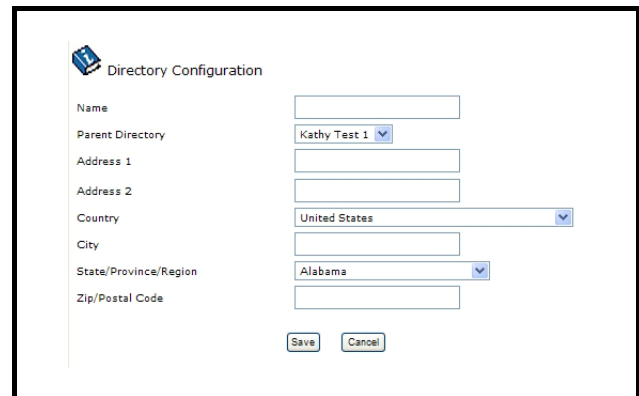 Directory Configuration
Name
Parent Directory Kathy Test 1
Address 1
Address 2
Country United States
City
State/Province/Region Alabama
Zip/Postal Code
Save Cancel